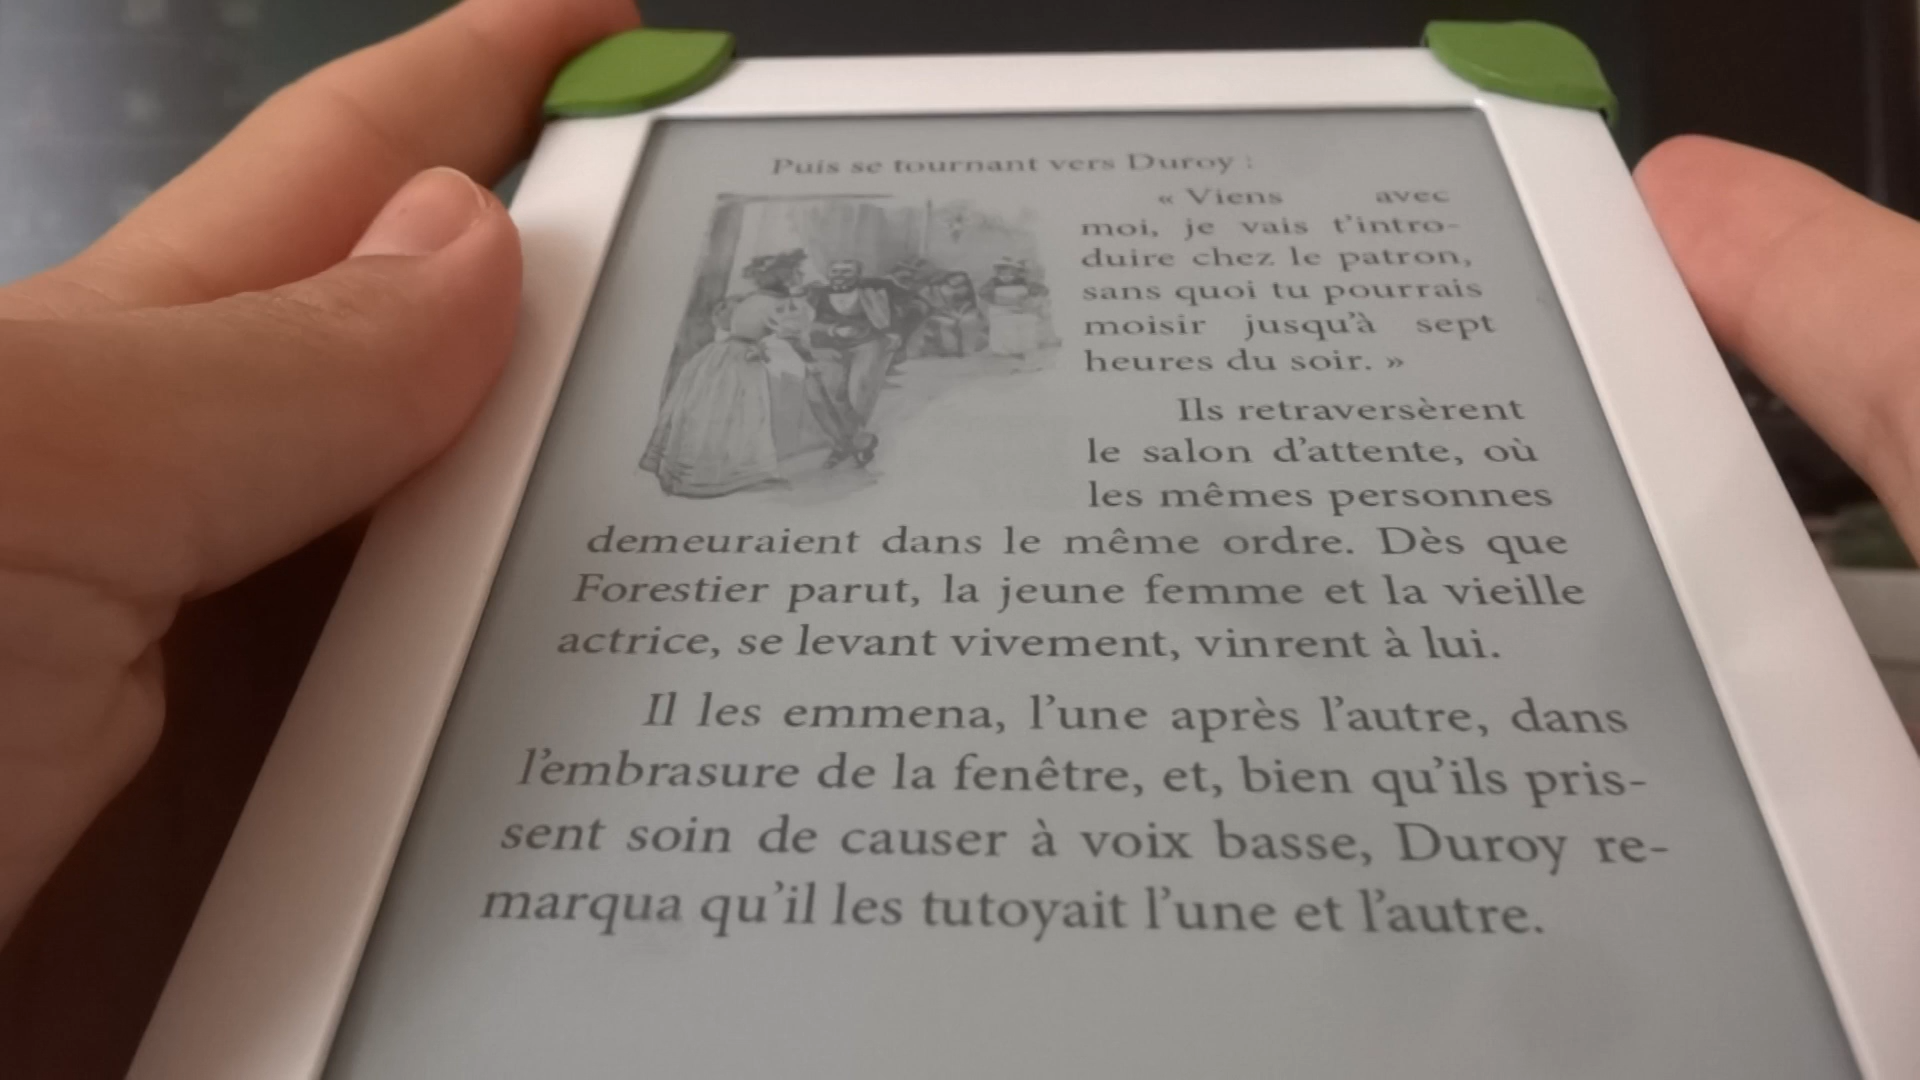 Puis se tournant vers Duroy :
« Viens avec
moi, je vais t'intro-
duire chez le patron,
sans quoi tu pourrais
moisir jusqu'à sept
heures du soir. »
Ils retraversèrent
le salon d'attente, où
les mêmes personnes
demeuraient dans le même ordre. Dès que
Forestier parut, la jeune femme et la vieille
actrice, se levant vivement, vinrent à lui.
Il les emmena, l'une après l'autre, dans
l'embrasure de la fenêtre, et, bien qu'ils pris-
sent soin de causer à voix basse, Duroy re-
marqua qu'il les tutoyait l'une et l'autre.